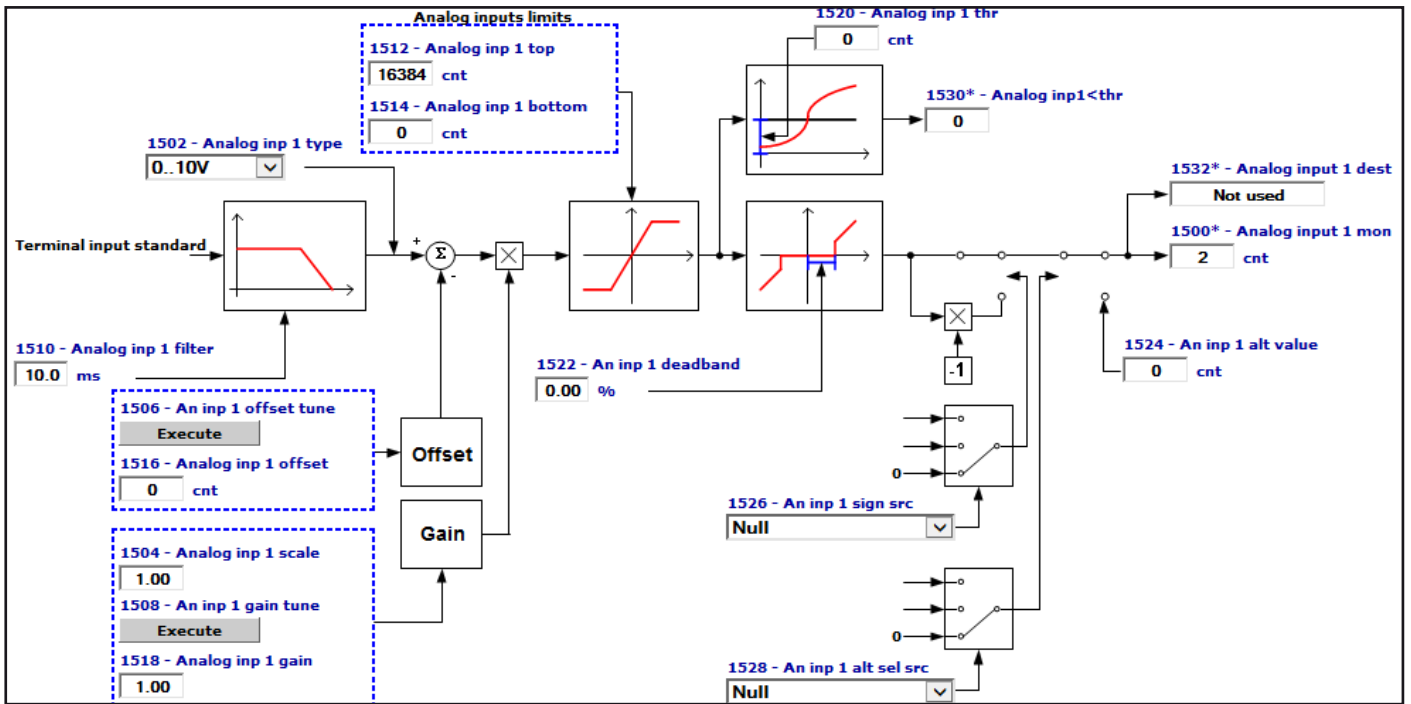 Analog inputs limits
1512 - Analog inp 1 top
16384 cnt
1514 - Analog inp 1 bottom
0 cnt
1520 - Analog inp 1 thr
0 cnt
1530* - Analog inp1<thr
0
1502 - Analog inp 1 type
0..10V
1532* - Analog input 1 dest
Not used
Terminal input standard
+
Σ
-
1500* - Analog input 1 mon
2 cnt
1510 - Analog inp 1 filter
10.0 ms
1522 - An inp 1 deadband
0.00 %
-1
1524 - An inp 1 alt value
0 cnt
1506 - An inp 1 offset tune
Execute
1516 - Analog inp 1 offset
0 cnt
Offset
0
1526 - An inp 1 sign src
Null
Gain
1504 - Analog inp 1 scale
1.00
1508 - An inp 1 gain tune
Execute
1518 - Analog inp 1 gain
1.00
0
1528 - An inp 1 alt sel src
Null